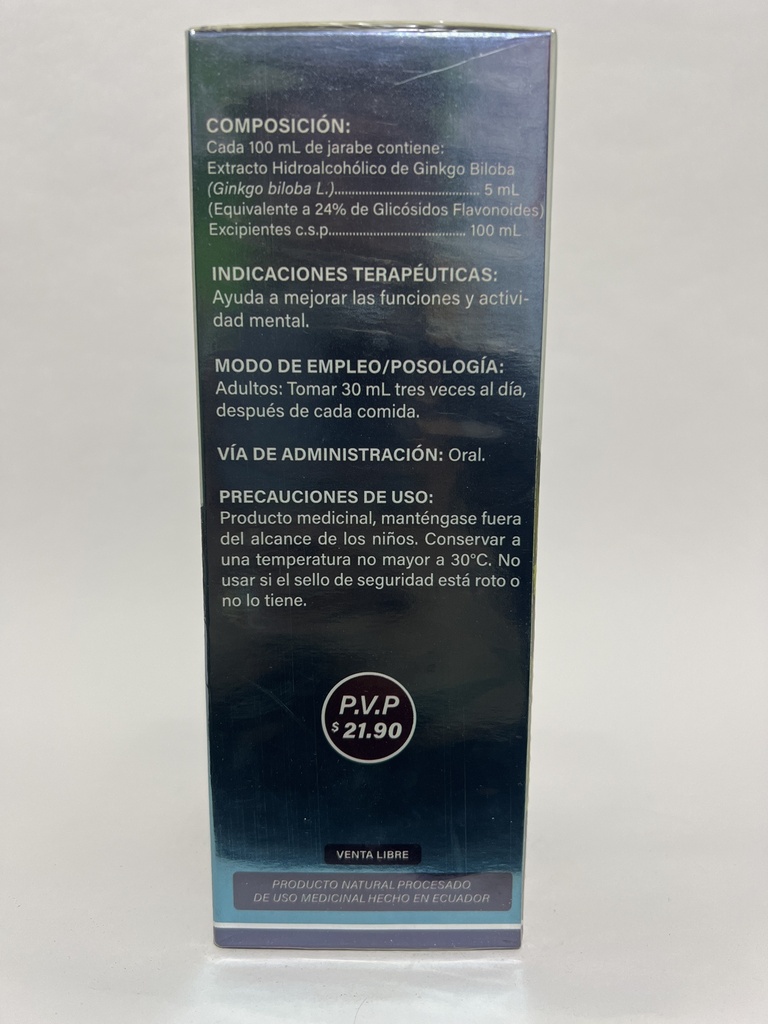 COMPOSICIÓN:
Cada 100 mL de jarabe contiene:
Extracto Hidroalcohólico de Ginkgo Biloba
(Ginkgo biloba L.)............................................ 5 mL
(Equivalente a 24% de Glicósidos Flavonoides)
Excipientes c.s.p......................................... 100 mL
INDICACIONES TERAPÉUTICAS:
Ayuda a mejorar las funciones y activi-
dad mental.
MODO DE EMPLEO/POSOLOGÍA:
Adultos: Tomar 30 mL tres veces al día,
después de cada comida.
VÍA DE ADMINISTRACIÓN: Oral.
PRECAUCIONES DE USO:
Producto medicinal, manténgase fuera
del alcance de los niños. Conservar a
una temperatura no mayor a 30°C. No
usar si el sello de seguridad está roto o
no lo tiene.
P.V.P
$ 21.90
VENTA LIBRE
PRODUCTO NATURAL PROCESADO
DE USO MEDICINAL HECHO EN ECUADOR